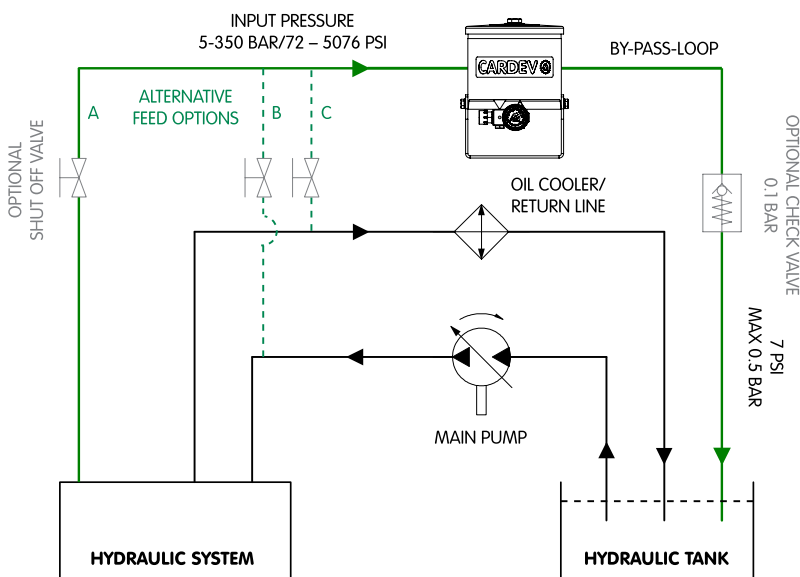 INPUT PRESSURE
5-350 BAR/72 – 5076 PSI
BY-PASS-LOOP
CARDEV
ALTERNATIVE
FEED OPTIONS
A
B
C
OPTIONAL
SHUT OFF VALVE
OIL COOLER/
RETURN LINE
OPTIONAL CHECK VALVE
0.1 BAR
7 PSI
MAX 0.5 BAR
MAIN PUMP
HYDRAULIC SYSTEM
HYDRAULIC TANK